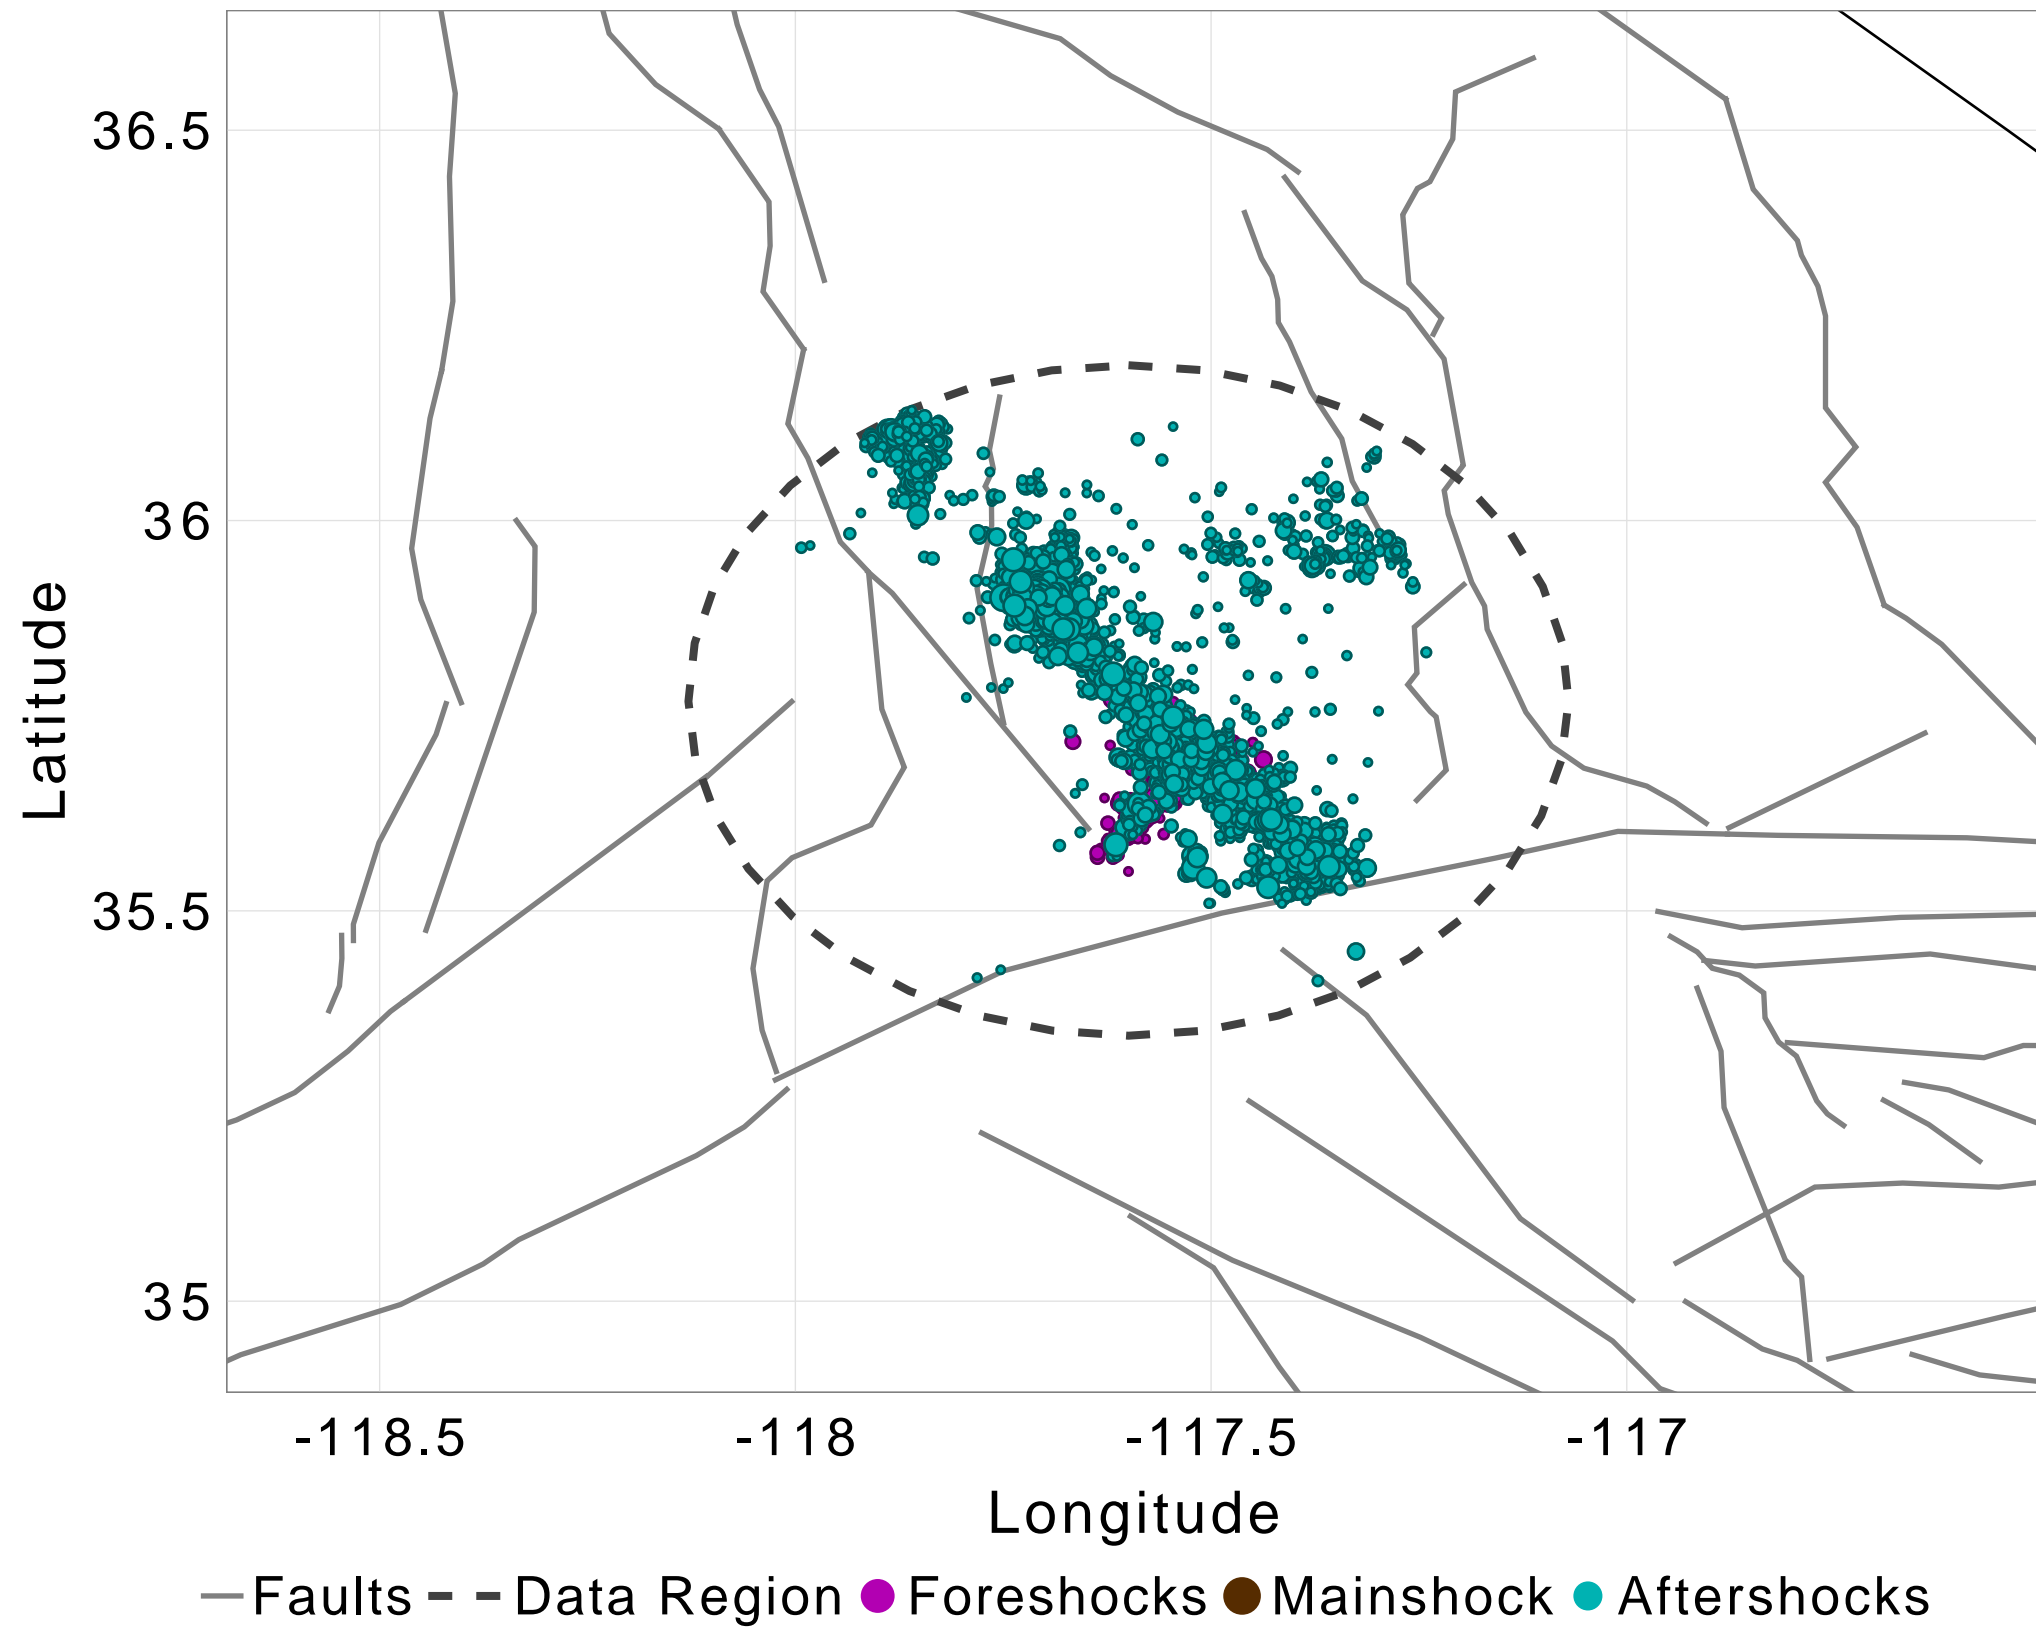 36.5
36
35.5
35
Latitude
-118.5 -118 -117.5 -117
Longitude
Faults Data Region Foreshocks Mainshock Aftershocks